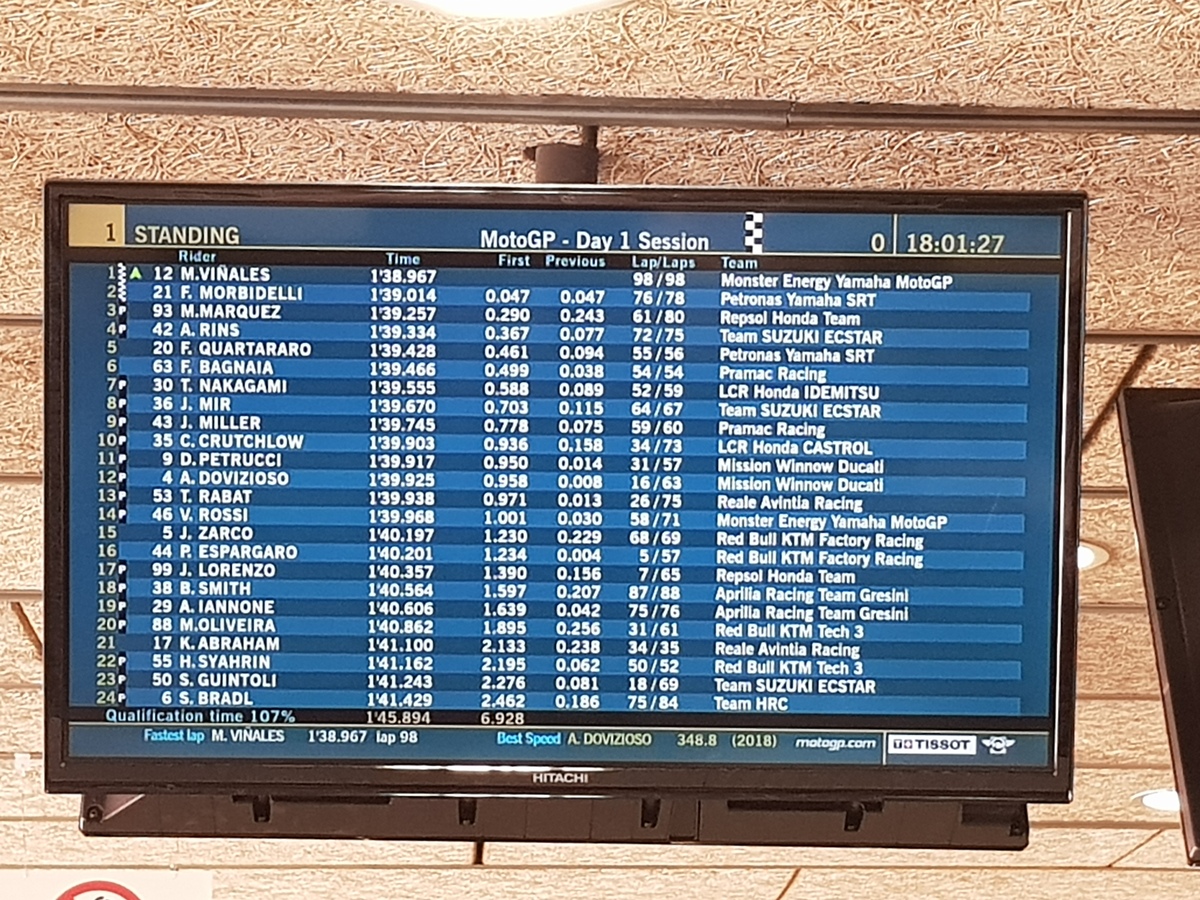 1 STANDING MotoGP - Day 1 Session 0 18:01:27
Rider Time First Previous Lap/Laps Team
1 12 M.VIÑALES 1'38.967 98/98 Monster Energy Yamaha MotoGP
2 21 F. MORBIDELLI 1'39.014 0.047 0.047 76/78 Petronas Yamaha SRT
3 P 93 M.MARQUEZ 1'39.257 0.290 0.243 61/80 Repsol Honda Team
4 P 42 A. RINS 1'39.334 0.367 0.077 72/75 Team SUZUKI ECSTAR
5 20 F. QUARTARARO 1'39.428 0.461 0.094 55/56 Petronas Yamaha SRT
6 63 F. BAGNAIA 1'39.466 0.499 0.038 54/54 Pramac Racing
7 P 30 T. NAKAGAMI 1'39.555 0.588 0.089 52/59 LCR Honda IDEMITSU
8 P 36 J. MIR 1'39.670 0.703 0.115 64/67 Team SUZUKI ECSTAR
9 P 43 J. MILLER 1'39.745 0.778 0.075 59/60 Pramac Racing
10 P 35 C. CRUTCHLOW 1'39.903 0.936 0.158 34/73 LCR Honda CASTROL
11 P 9 D. PETRUCCI 1'39.917 0.950 0.014 31/57 Mission Winnow Ducati
12 P 4 A. DOVIZIOSO 1'39.925 0.958 0.008 16/63 Mission Winnow Ducati
13 P 53 T. RABAT 1'39.938 0.971 0.013 26/75 Reale Avintia Racing
14 P 46 V. ROSSI 1'39.968 1.001 0.030 58/71 Monster Energy Yamaha MotoGP
15 5 J. ZARCO 1'40.197 1.230 0.229 68/69 Red Bull KTM Factory Racing
16 44 P. ESPARGARO 1'40.201 1.234 0.004 5/57 Red Bull KTM Factory Racing
17 P 99 J. LORENZO 1'40.357 1.390 0.156 7/65 Repsol Honda Team
18 P 38 B. SMITH 1'40.564 1.597 0.207 87/88 Aprilia Racing Team Gresini
19 P 29 A. IANNONE 1'40.606 1.639 0.042 75/76 Aprilia Racing Team Gresini
20 P 88 M.OLIVEIRA 1'40.862 1.895 0.256 31/61 Red Bull KTM Tech 3
21 17 K. ABRAHAM 1'41.100 2.133 0.238 34/35 Reale Avintia Racing
22 P 55 H. SYAHRIN 1'41.162 2.195 0.062 50/52 Red Bull KTM Tech 3
23 P 50 S. GUINTOLI 1'41.243 2.276 0.081 18/69 Team SUZUKI ECSTAR
24 P 6 S. BRADL 1'41.429 2.462 0.186 75/84 Team HRC
Qualification time 107% 1'45.894 6.928
Fastest lap M. VIÑALES 1'38.967 lap 98 Best Speed A. DOVIZIOSO 348.8 (2018) motogp.com TISSOT
HITACHI